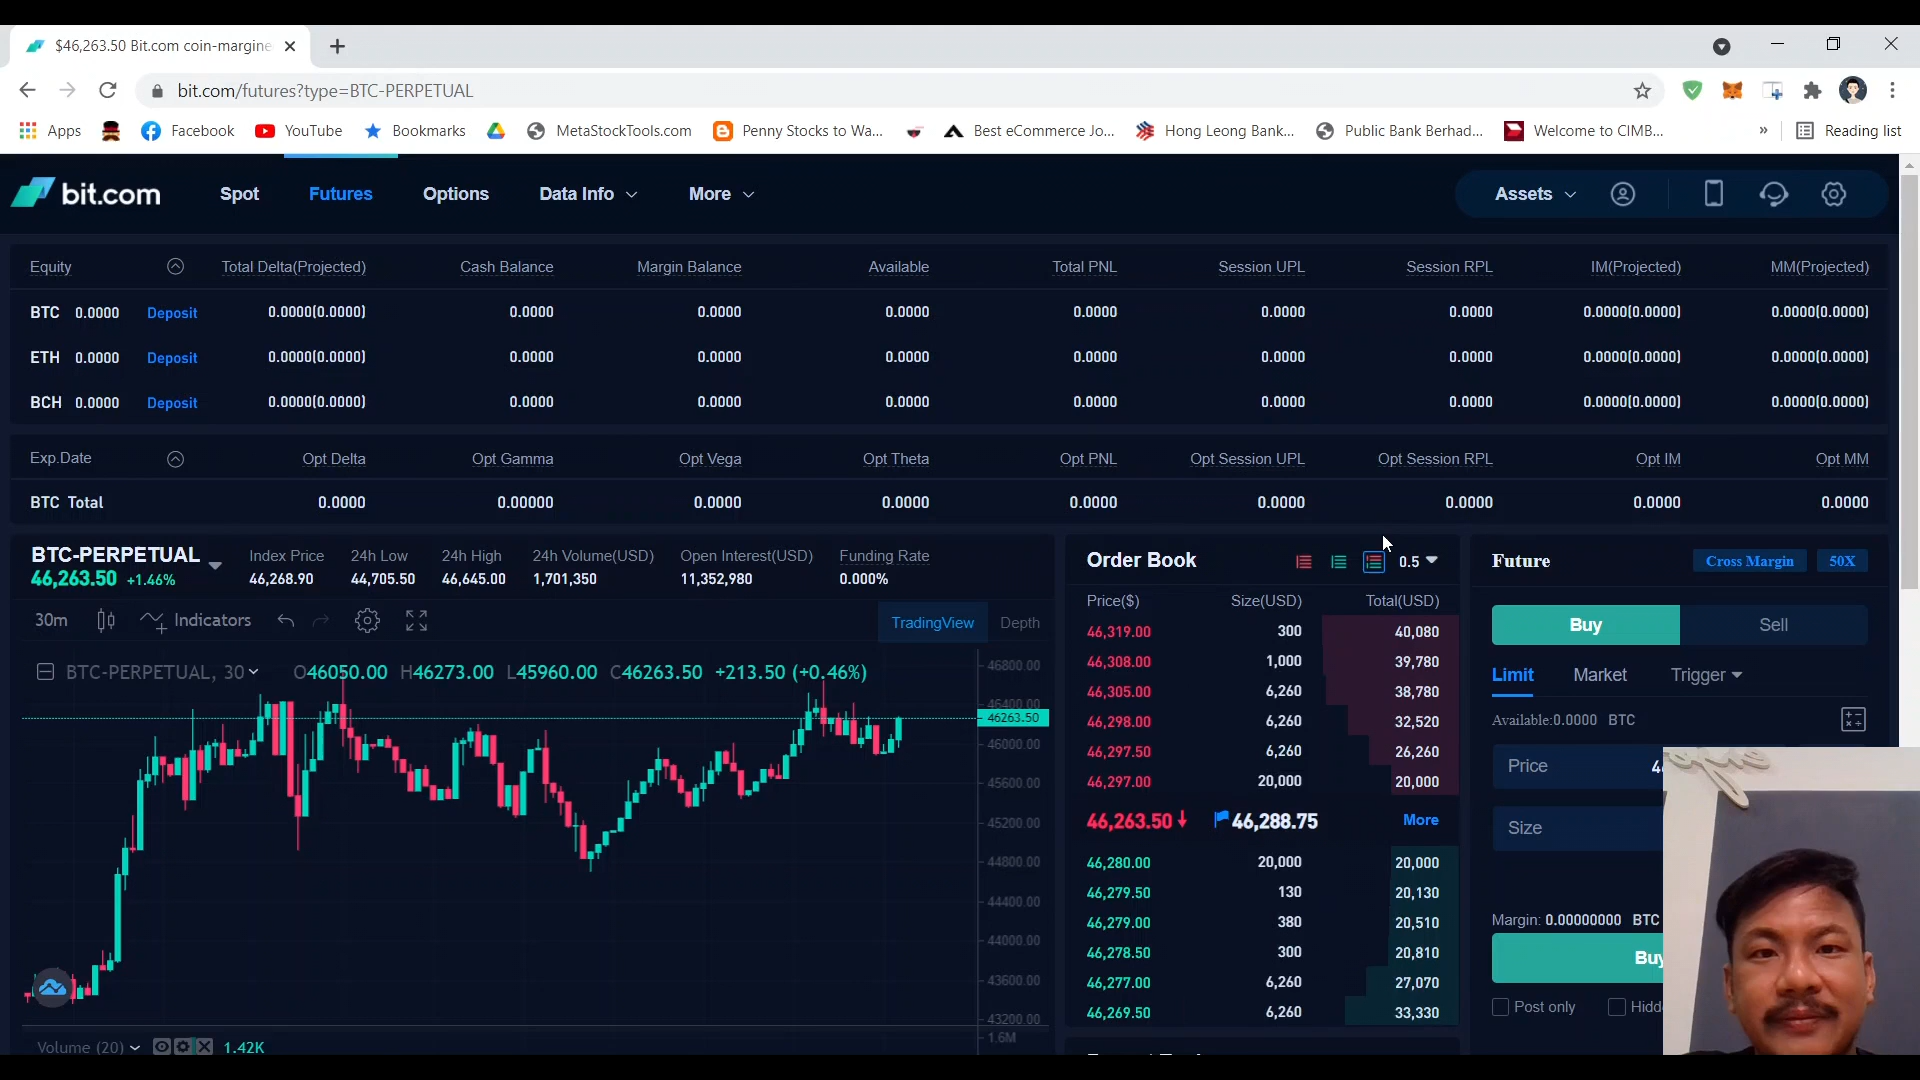 $46,263.50 Bit.com coin-margine
bit.com/futures?type=BTC-PERPETUAL
Apps Facebook YouTube Bookmarks MetaStockTools.com Penny Stocks to Wa... Best eCommerce Jo... Hong Leong Bank... Public Bank Berhad... Welcome to CIMB... » Reading list
bit.com Spot Futures Options Data Info More Assets
Equity Total Delta(Projected) Cash Balance Margin Balance Available Total PNL Session UPL Session RPL IM(Projected) MM(Projected)
BTC 0.0000 Deposit 0.0000(0.0000) 0.0000 0.0000 0.0000 0.0000 0.0000 0.0000 0.0000(0.0000) 0.0000(0.0000)
ETH 0.0000 Deposit 0.0000(0.0000) 0.0000 0.0000 0.0000 0.0000 0.0000 0.0000 0.0000(0.0000) 0.0000(0.0000)
BCH 0.0000 Deposit 0.0000(0.0000) 0.0000 0.0000 0.0000 0.0000 0.0000 0.0000 0.0000(0.0000) 0.0000(0.0000)
Exp.Date Opt Delta Opt Gamma Opt Vega Opt Theta Opt PNL Opt Session UPL Opt Session RPL Opt IM Opt MM
BTC Total 0.0000 0.00000 0.0000 0.0000 0.0000 0.0000 0.0000 0.0000 0.0000
BTC-PERPETUAL Index Price 24h Low 24h High 24h Volume(USD) Open Interest(USD) Funding Rate
46,263.50 +1.46% 46,268.90 44,705.50 46,645.00 1,701,350 11,352,980 0.000%
30m Indicators TradingView Depth
BTC-PERPETUAL, 30 O46050.00 H46273.00 L45960.00 C46263.50 +213.50 (+0.46%)
46800.00
46400.00
46263.50
46000.00
45600.00
45200.00
44800.00
44400.00
44000.00
43600.00
43200.00
1.6M
Volume (20) 1.42K
Order Book 0.5
Price($) Size(USD) Total(USD)
46,319.00 300 40,080
46,308.00 1,000 39,780
46,305.00 6,260 38,780
46,298.00 6,260 32,520
46,297.50 6,260 26,260
46,297.00 20,000 20,000
46,263.50 46,288.75 More
46,280.00 20,000 20,000
46,279.50 130 20,130
46,279.00 380 20,510
46,278.50 300 20,810
46,277.00 6,260 27,070
46,269.50 6,260 33,330
Future Cross Margin 50X
Buy Sell
Limit Market Trigger
Available:0.0000 BTC
Price
Size
Margin: 0.00000000 BTC
Buy
Post only